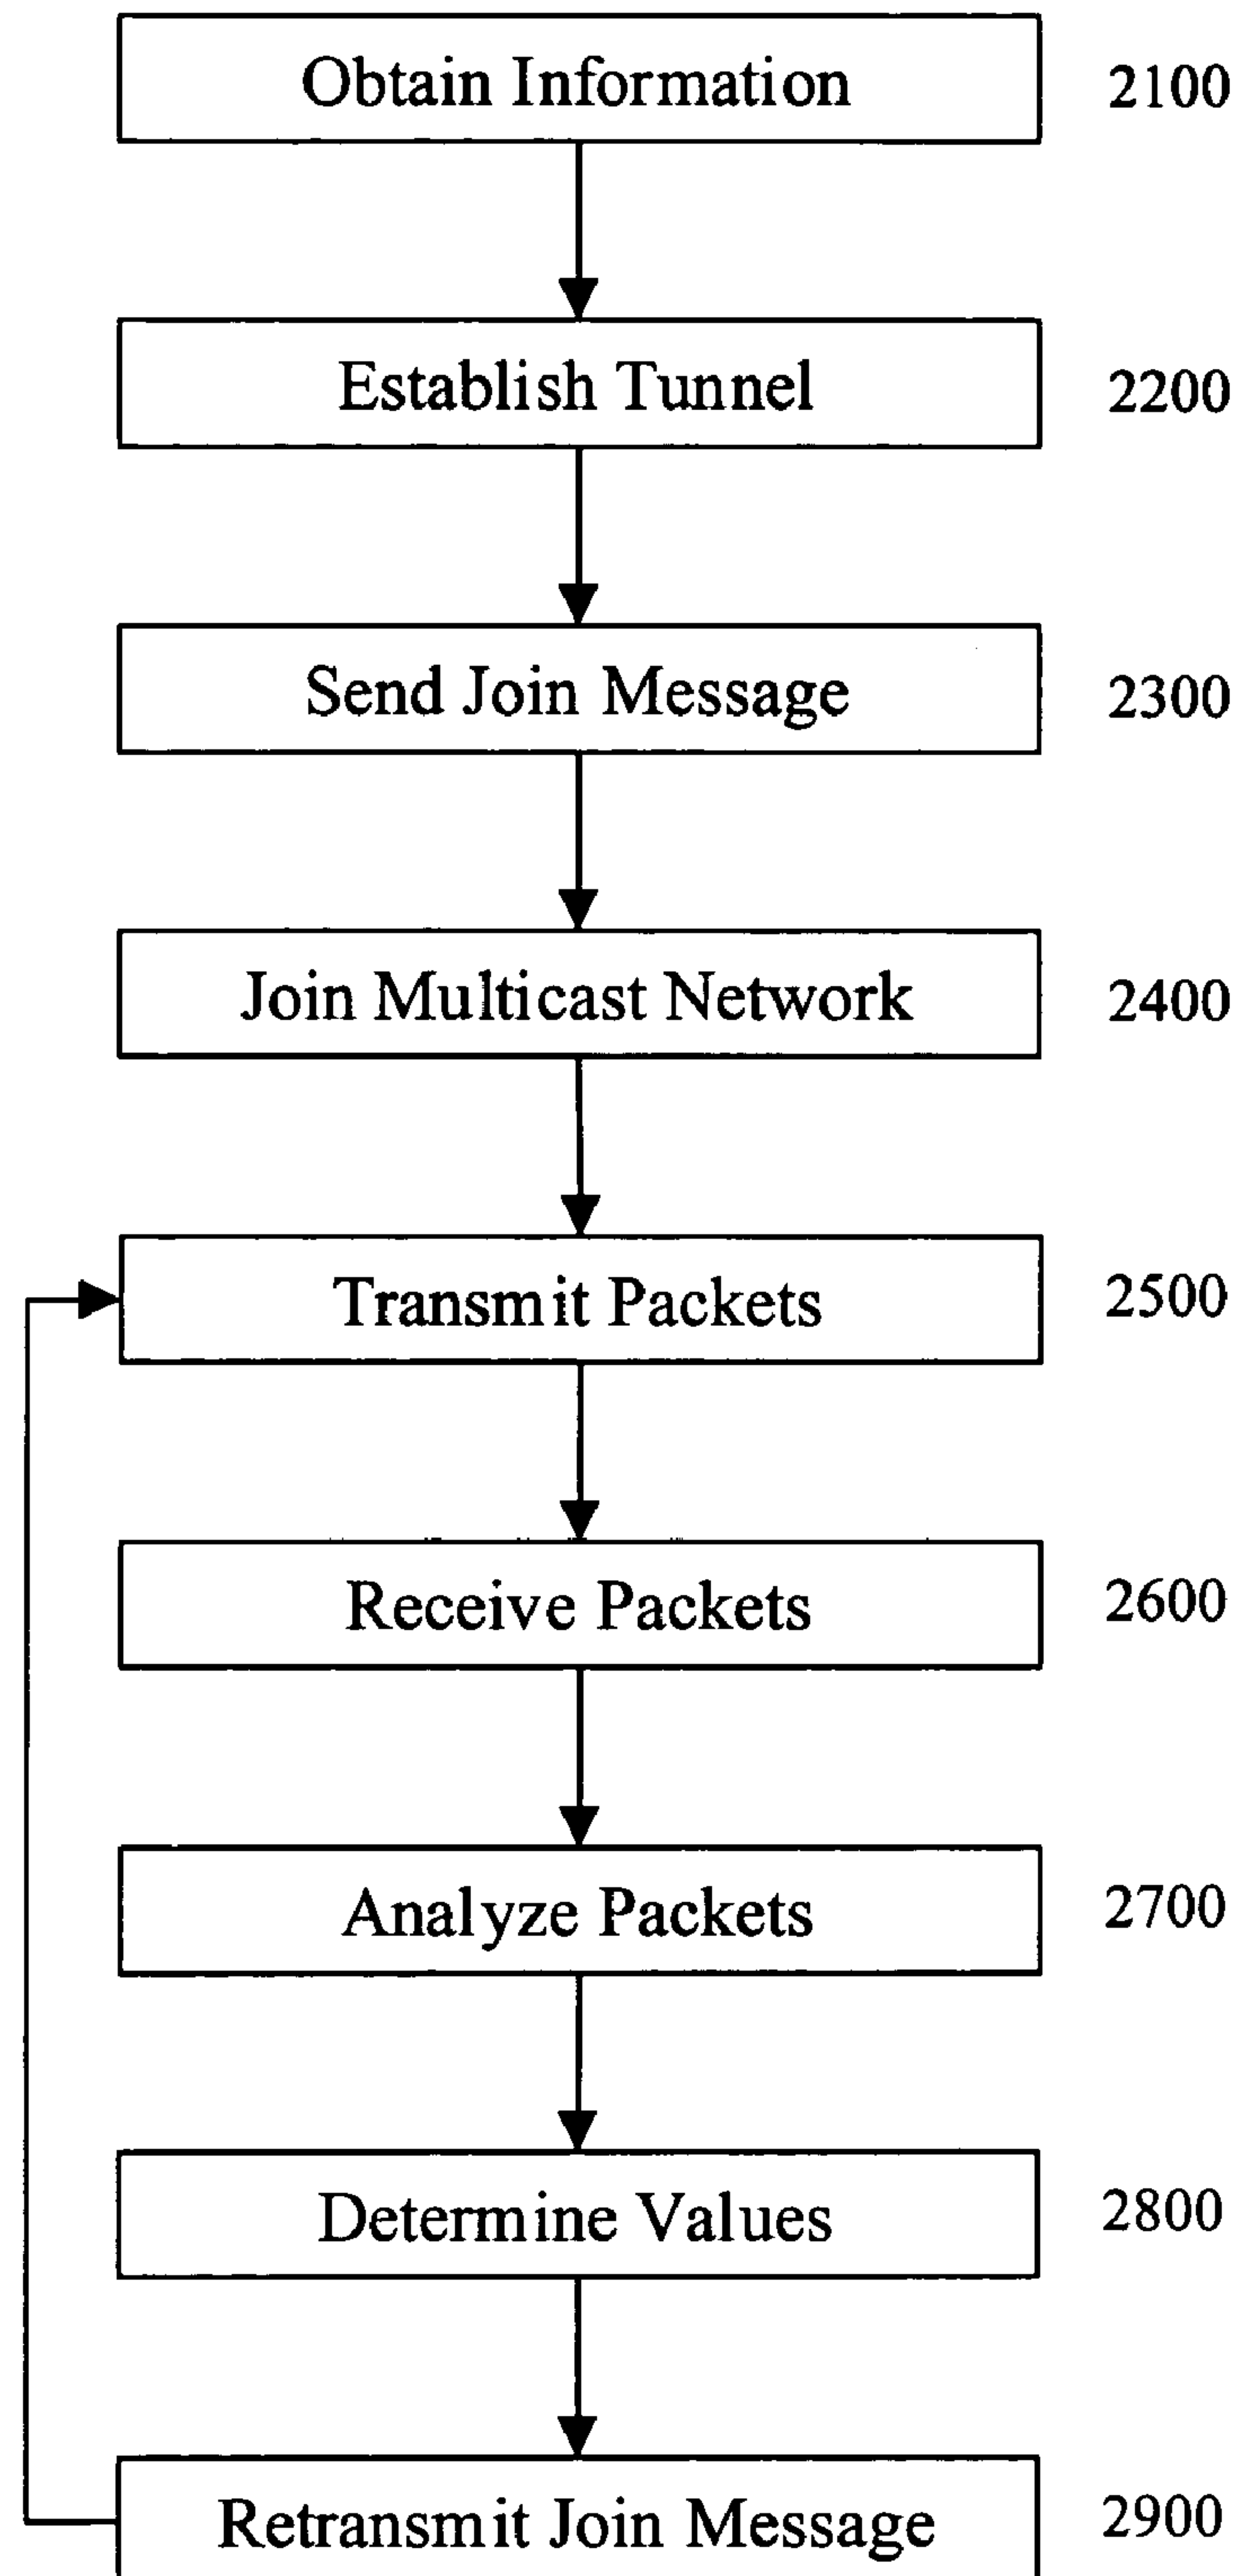 Obtain Information 2100
Establish Tunnel 2200
Send Join Message 2300
Join Multicast Network 2400
Transmit Packets 2500
Receive Packets 2600
Analyze Packets 2700
Determine Values 2800
Retransmit Join Message 2900